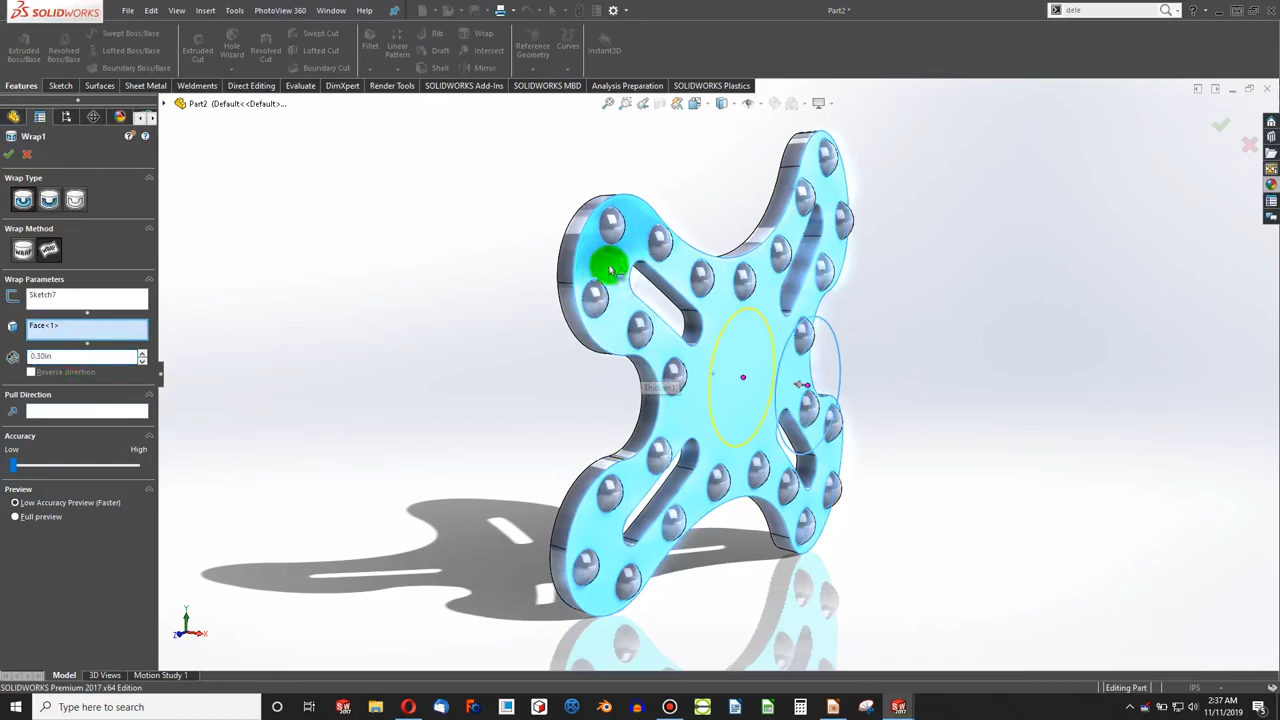 SOLIDWORKS
File Edit View Insert Tools PhotoView 360 Window Help
Part2 *
dele
Extruded Boss/Base
Revolved Boss/Base
Swept Boss/Base
Lofted Boss/Base
Boundary Boss/Base
Extruded Cut
Hole Wizard
Revolved Cut
Swept Cut
Lofted Cut
Boundary Cut
Fillet
Linear Pattern
Rib
Draft
Shell
Wrap
Intersect
Mirror
Reference Geometry
Curves
Instant3D
Features Sketch Surfaces Sheet Metal Weldments Direct Editing Evaluate DimXpert Render Tools SOLIDWORKS Add-Ins SOLIDWORKS MBD Analysis Preparation SOLIDWORKS Plastics
Part2 (Default<<Default>...
Wrap1
Wrap Type
Wrap Method
Wrap Parameters
Sketch7
Face<1>
0.30in
Reverse direction
Pull Direction
Accuracy
Low High
Preview
Low Accuracy Preview (Faster)
Full preview
Model 3D Views Motion Study 1
SOLIDWORKS Premium 2017 x64 Edition
Editing Part
IPS
Type here to search
2:37 AM
11/11/2019